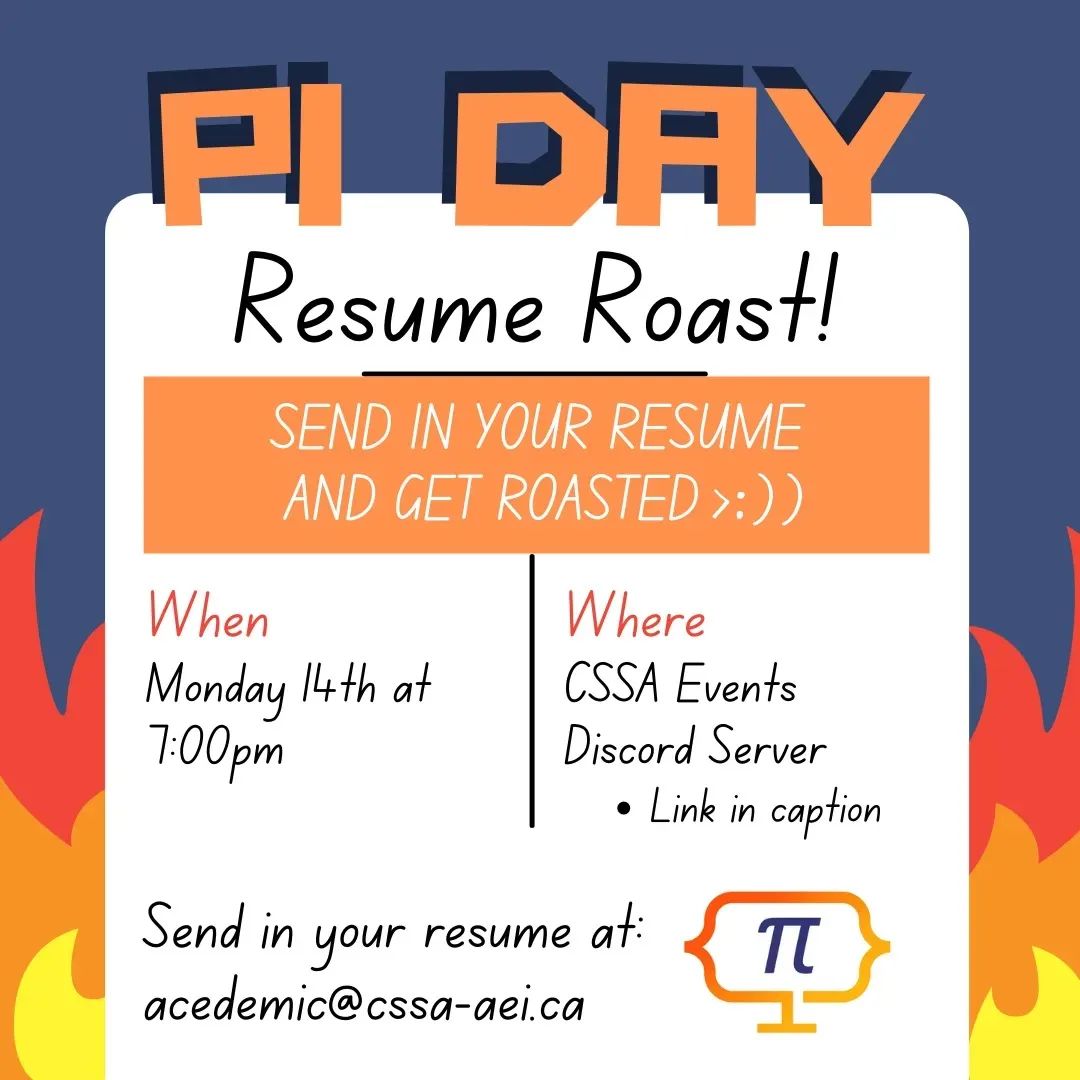 PI DAY
Resume Roast!
SEND IN YOUR RESUME
AND GET ROASTED >:))
When
Monday 14th at
7:00pm
Where
CSSA Events
Discord Server
• Link in caption
Send in your resume at:
acedemic@cssa-aei.ca
π